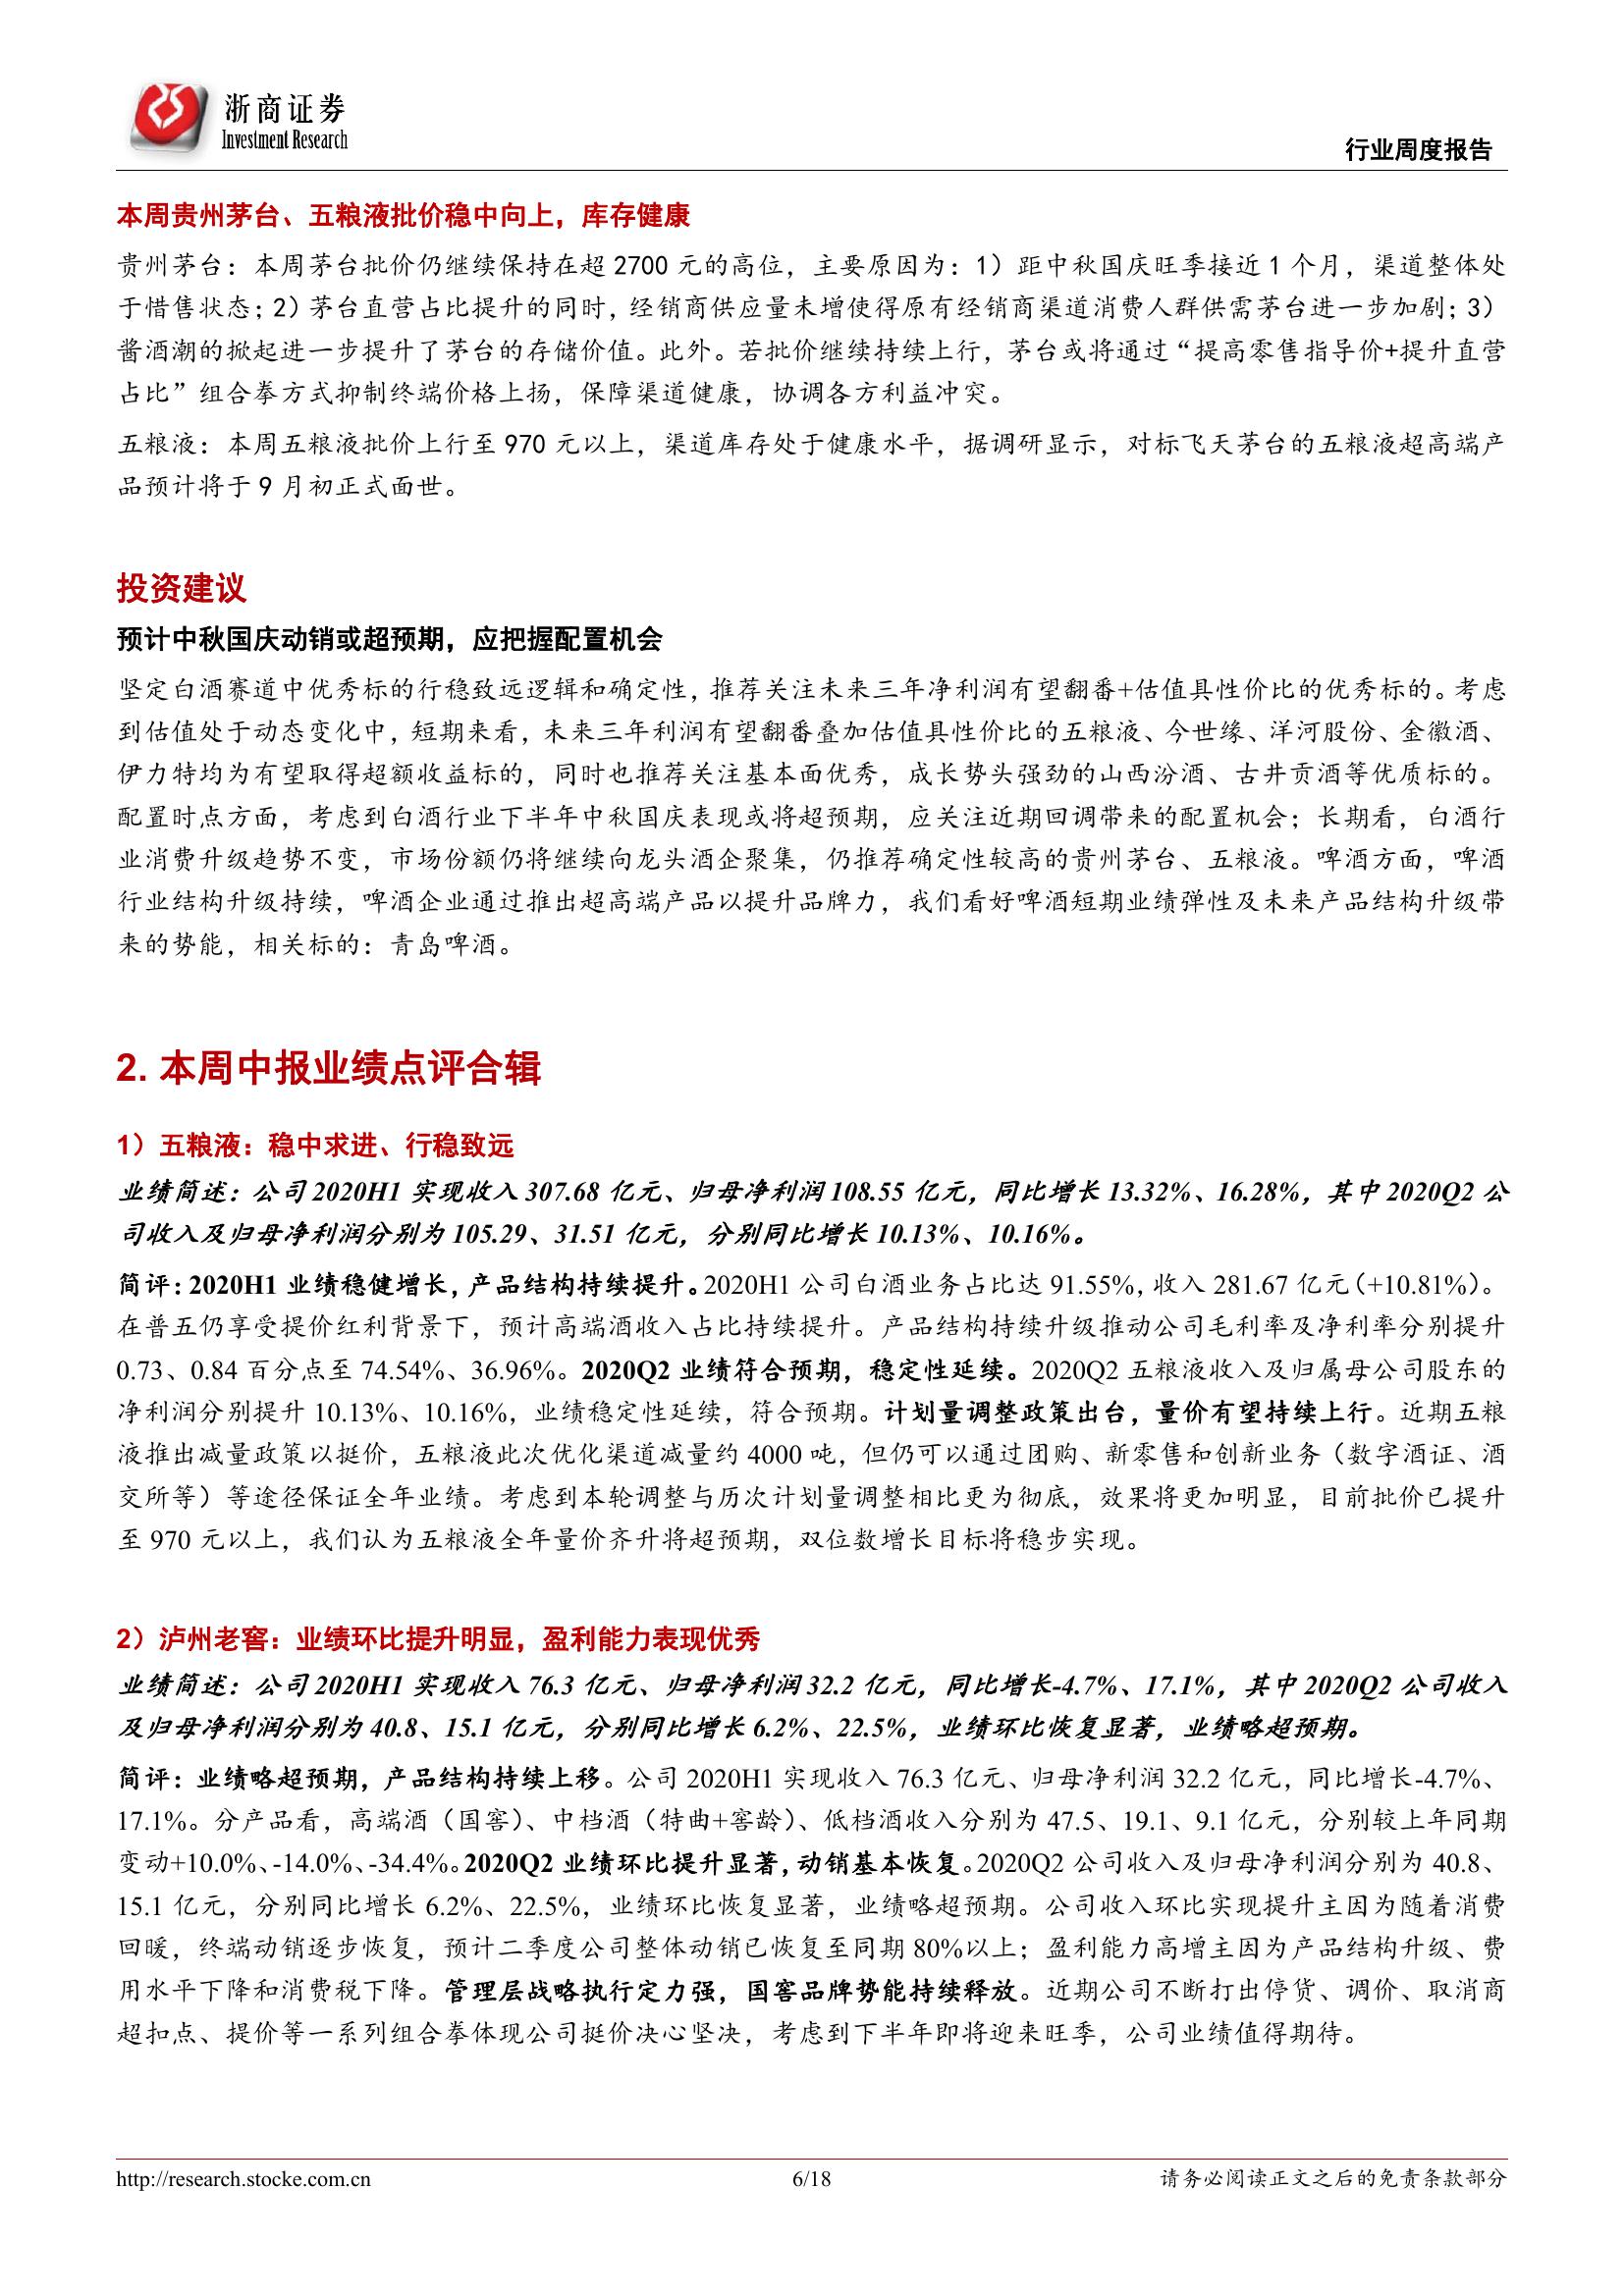 浙商证券
Investment Research
行业周度报告
本周贵州茅台、五粮液批价稳中向上，库存健康
贵州茅台：本周茅台批价仍继续保持在超 2700 元的高位，主要原因为：1）距中秋国庆旺季接近 1 个月，渠道整体处
于惜售状态；2）茅台直营占比提升的同时，经销商供应量未增使得原有经销商渠道消费人群供需茅台进一步加剧；3）
酱酒潮的掀起进一步提升了茅台的存储价值。此外。若批价继续持续上行，茅台或将通过“提高零售指导价+提升直营
占比”组合拳方式抑制终端价格上扬，保障渠道健康，协调各方利益冲突。
五粮液：本周五粮液批价上行至 970 元以上，渠道库存处于健康水平，据调研显示，对标飞天茅台的五粮液超高端产
品预计将于 9 月初正式面世。
投资建议
预计中秋国庆动销或超预期，应把握配置机会
坚定白酒赛道中优秀标的行稳致远逻辑和确定性，推荐关注未来三年净利润有望翻番+估值具性价比的优秀标的。考虑
到估值处于动态变化中，短期来看，未来三年利润有望翻番叠加估值具性价比的五粮液、今世缘、洋河股份、金徽酒、
伊力特均为有望取得超额收益标的，同时也推荐关注基本面优秀，成长势头强劲的山西汾酒、古井贡酒等优质标的。
配置时点方面，考虑到白酒行业下半年中秋国庆表现或将超预期，应关注近期回调带来的配置机会；长期看，白酒行
业消费升级趋势不变，市场份额仍将继续向龙头酒企聚集，仍推荐确定性较高的贵州茅台、五粮液。啤酒方面，啤酒
行业结构升级持续，啤酒企业通过推出超高端产品以提升品牌力，我们看好啤酒短期业绩弹性及未来产品结构升级带
来的势能，相关标的：青岛啤酒。
2. 本周中报业绩点评合辑
1）五粮液：稳中求进、行稳致远
业绩简述：公司 2020H1 实现收入 307.68 亿元、归母净利润 108.55 亿元，同比增长 13.32%、16.28%，其中 2020Q2 公
司收入及归母净利润分别为 105.29、31.51 亿元，分别同比增长 10.13%、10.16%。
简评：2020H1 业绩稳健增长，产品结构持续提升。2020H1 公司白酒业务占比达 91.55%，收入 281.67 亿元（+10.81%）。
在普五仍享受提价红利背景下，预计高端酒收入占比持续提升。产品结构持续升级推动公司毛利率及净利率分别提升
0.73、0.84 百分点至 74.54%、36.96%。2020Q2 业绩符合预期，稳定性延续。2020Q2 五粮液收入及归属母公司股东的
净利润分别提升 10.13%、10.16%，业绩稳定性延续，符合预期。计划量调整政策出台，量价有望持续上行。近期五粮
液推出减量政策以挺价，五粮液此次优化渠道减量约 4000 吨，但仍可以通过团购、新零售和创新业务（数字酒证、酒
交所等）等途径保证全年业绩。考虑到本轮调整与历次计划量调整相比更为彻底，效果将更加明显，目前批价已提升
至 970 元以上，我们认为五粮液全年量价齐升将超预期，双位数增长目标将稳步实现。
2）泸州老窖：业绩环比提升明显，盈利能力表现优秀
业绩简述：公司 2020H1 实现收入 76.3 亿元、归母净利润 32.2 亿元，同比增长-4.7%、17.1%，其中 2020Q2 公司收入
及归母净利润分别为 40.8、15.1 亿元，分别同比增长 6.2%、22.5%，业绩环比恢复显著，业绩略超预期。
简评：业绩略超预期，产品结构持续上移。公司 2020H1 实现收入 76.3 亿元、归母净利润 32.2 亿元，同比增长-4.7%、
17.1%。分产品看，高端酒（国窖）、中档酒（特曲+窖龄）、低档酒收入分别为 47.5、19.1、9.1 亿元，分别较上年同期
变动+10.0%、-14.0%、-34.4%。2020Q2 业绩环比提升显著，动销基本恢复。2020Q2 公司收入及归母净利润分别为 40.8、
15.1 亿元，分别同比增长 6.2%、22.5%，业绩环比恢复显著，业绩略超预期。公司收入环比实现提升主因为随着消费
回暖，终端动销逐步恢复，预计二季度公司整体动销已恢复至同期 80%以上；盈利能力高增主因为产品结构升级、费
用水平下降和消费税下降。管理层战略执行定力强，国窖品牌势能持续释放。近期公司不断打出停货、调价、取消商
超扣点、提价等一系列组合拳体现公司挺价决心坚决，考虑到下半年即将迎来旺季，公司业绩值得期待。
http://research.stocke.com.cn
6/18
请务必阅读正文之后的免责条款部分